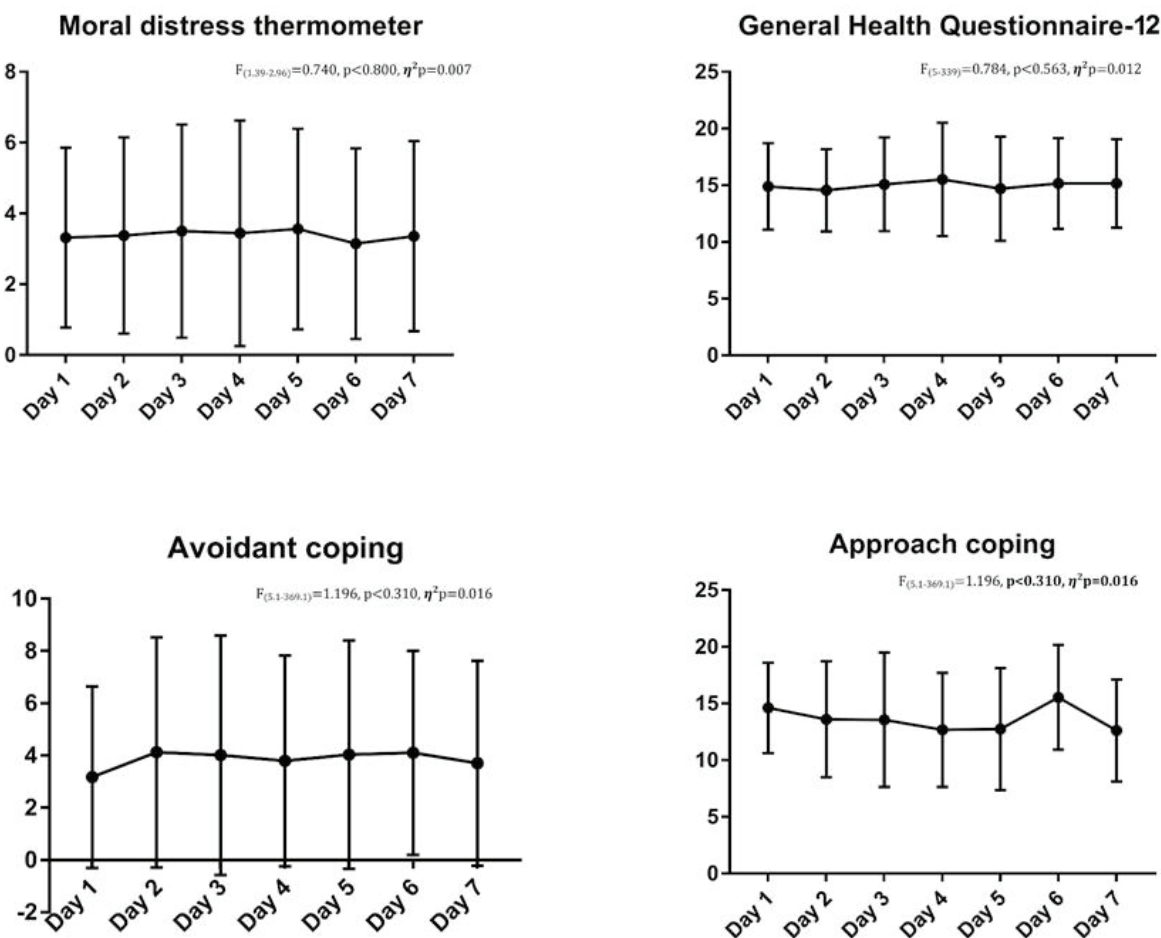 Moral distress thermometer
F(1.39-2.96)=0.740, p<0.800, η²p=0.007
8
6
4
2
0
Day 1 Day 2 Day 3 Day 4 Day 5 Day 6 Day 7
General Health Questionnaire-12
F(5-339)=0.784, p<0.563, η²p=0.012
25
20
15
10
5
0
Day 1 Day 2 Day 3 Day 4 Day 5 Day 6 Day 7
Avoidant coping
F(5.1-369.1)=1.196, p<0.310, η²p=0.016
10
8
6
4
2
0
-2
Day 1 Day 2 Day 3 Day 4 Day 5 Day 6 Day 7
Approach coping
F(5.1-369.1)=1.196, p<0.310, η²p=0.016
25
20
15
10
5
0
Day 1 Day 2 Day 3 Day 4 Day 5 Day 6 Day 7